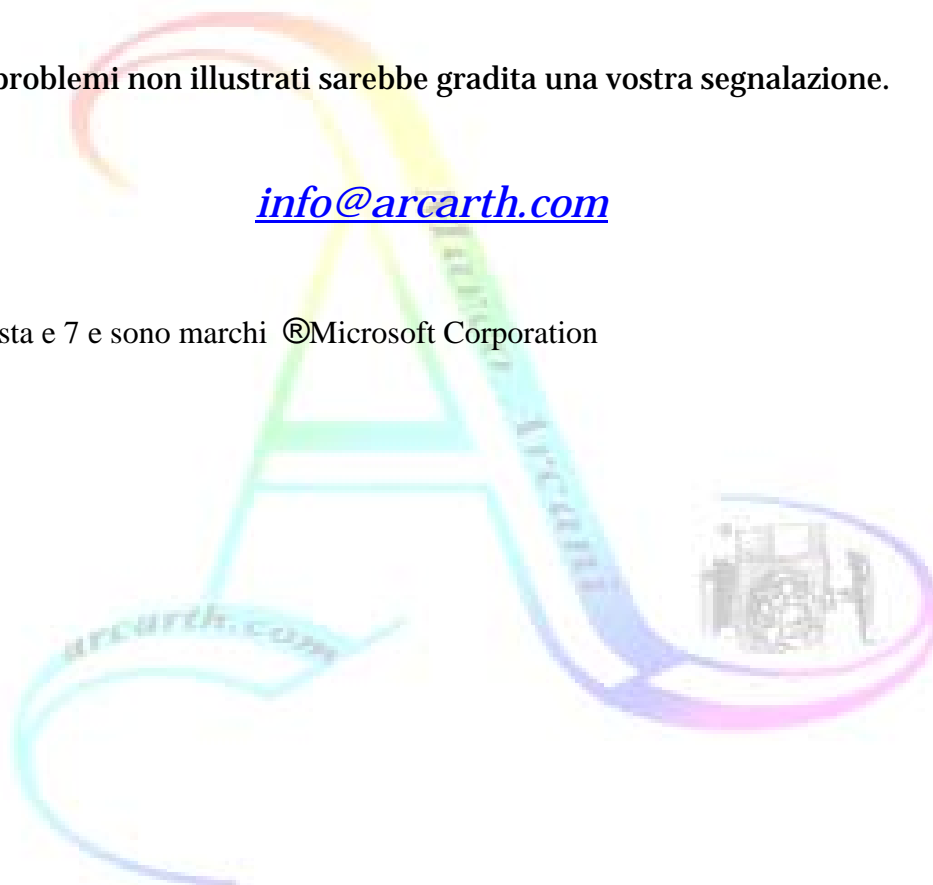 problemi non illustrati sarebbe gradita una vostra segnalazione.
info@arcarth.com
sta e 7 e sono marchi ®Microsoft Corporation
Arcani
arcarth.com